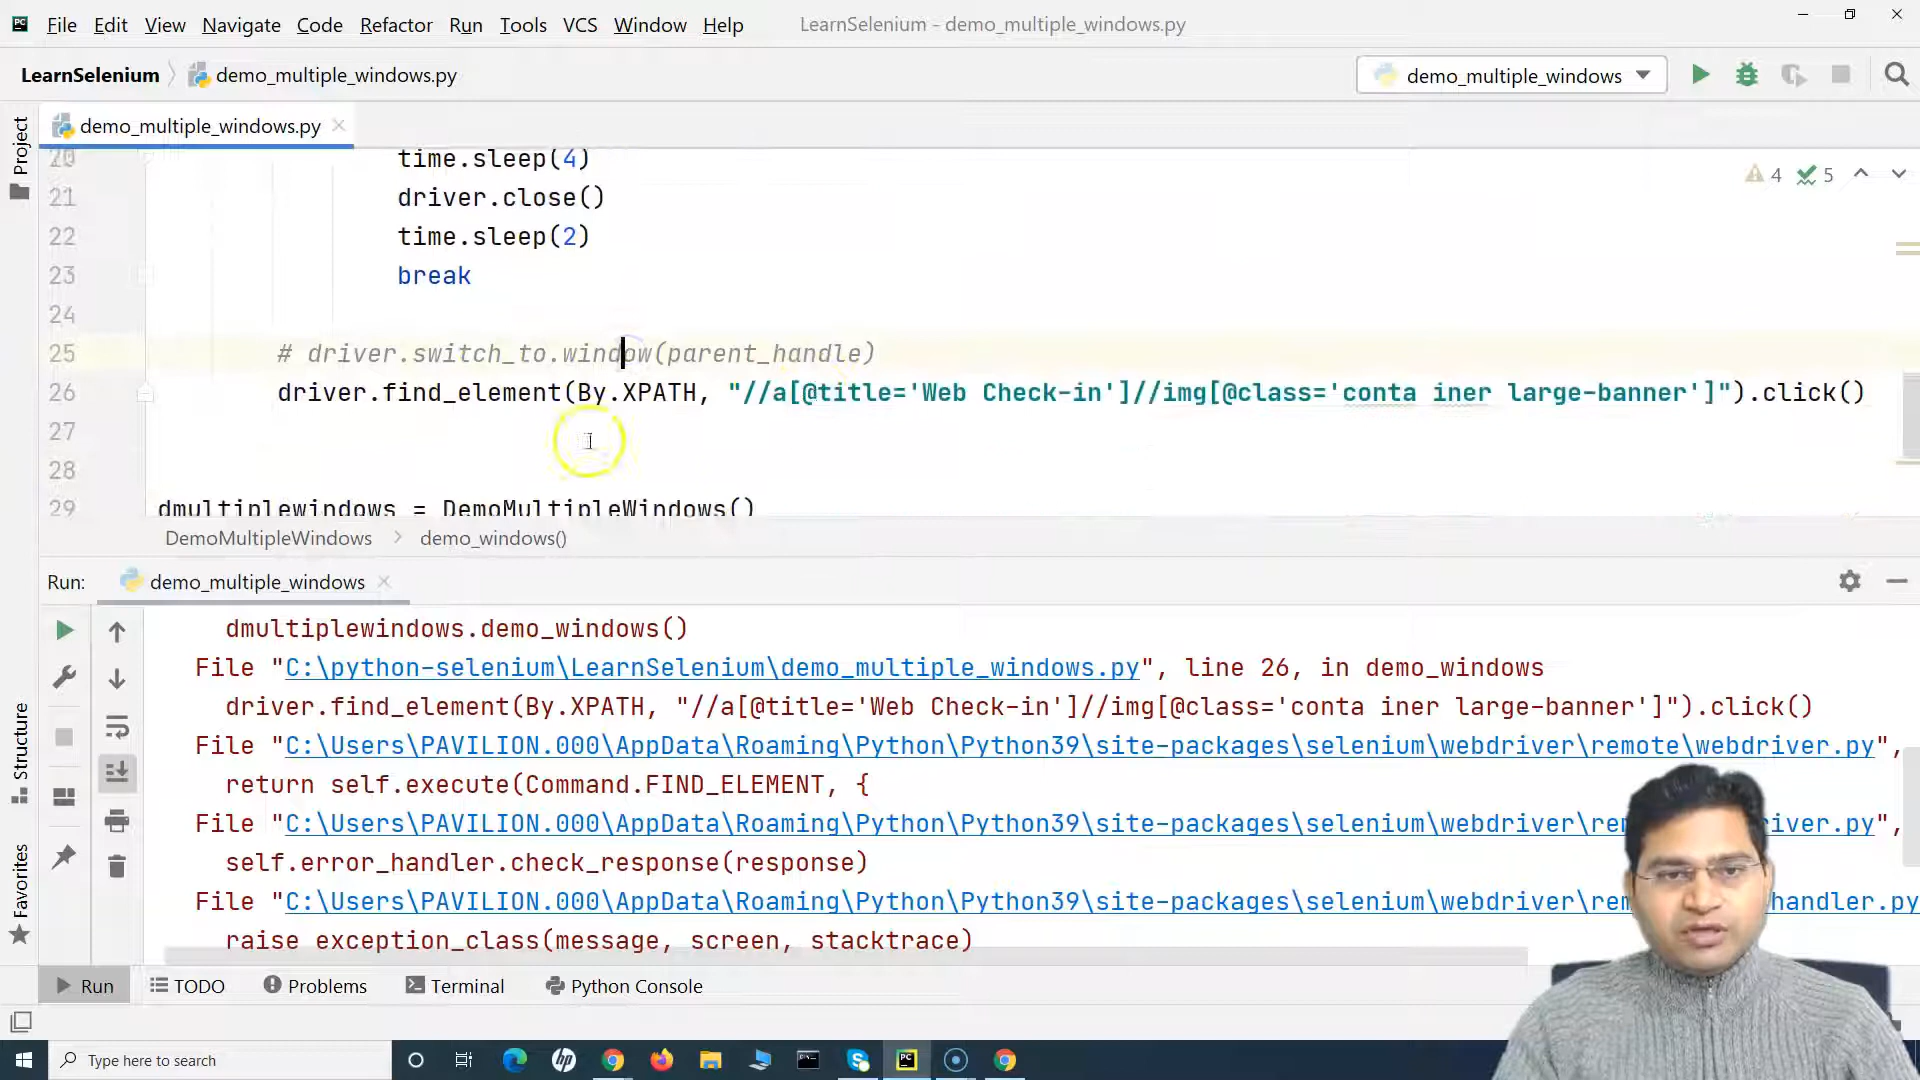 File Edit View Navigate Code Refactor Run Tools VCS Window Help LearnSelenium - demo_multiple_windows.py
LearnSelenium demo_multiple_windows.py demo_multiple_windows
Project
demo_multiple_windows.py
4 5
20 time.sleep(4)
21 driver.close()
22 time.sleep(2)
23 break
24
25 # driver.switch_to.window(parent_handle)
26 driver.find_element(By.XPATH, "//a[@title='Web Check-in']//img[@class='conta iner large-banner']").click()
27
28
29 dmultiplewindows = DemoMultipleWindows()
DemoMultipleWindows > demo_windows()
Run: demo_multiple_windows
dmultiplewindows.demo_windows()
File "C:\python-selenium\LearnSelenium\demo_multiple_windows.py", line 26, in demo_windows
driver.find_element(By.XPATH, "//a[@title='Web Check-in']//img[@class='conta iner large-banner']").click()
File "C:\Users\PAVILION.000\AppData\Roaming\Python\Python39\site-packages\selenium\webdriver\remote\webdriver.py",
return self.execute(Command.FIND_ELEMENT, {
File "C:\Users\PAVILION.000\AppData\Roaming\Python\Python39\site-packages\selenium\webdriver\rem iver.py",
self.error_handler.check_response(response)
File "C:\Users\PAVILION.000\AppData\Roaming\Python\Python39\site-packages\selenium\webdriver\rem handler.py
raise exception_class(message, screen, stacktrace)
Structure
Favorites
Run TODO Problems Terminal Python Console
Type here to search